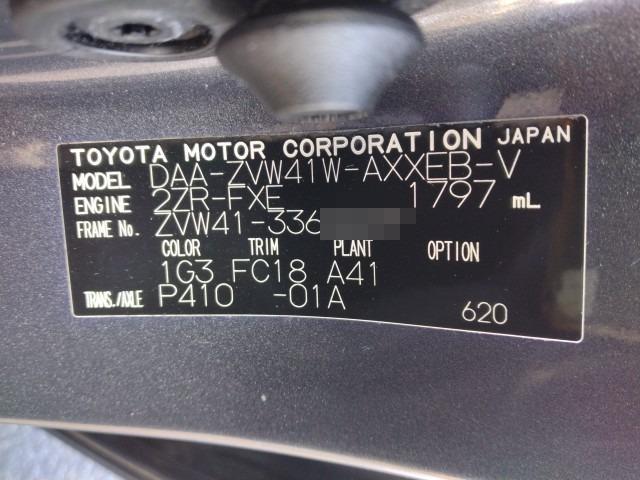 TOYOTA MOTOR CORPORATION JAPAN
MODEL DAA-ZVW41W-AXXEB-V
ENGINE 2ZR-FXE 1797 mL
FRAME No. ZVW41-336
COLOR TRIM PLANT OPTION
1G3 FC18 A41
TRANS./AXLE P410 -01A
620